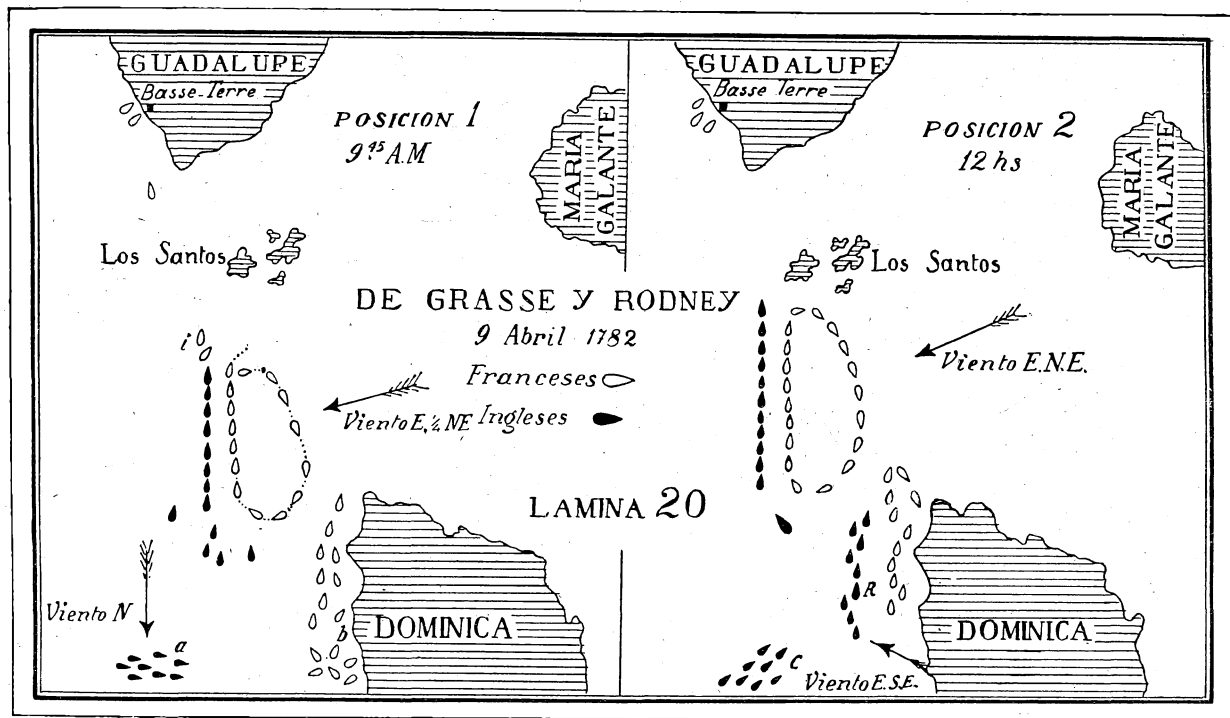 GUADALUPE
Basse-Terre
POSICION 1
9⁴⁵ A.M
MARIA
GALANTE
Los Santos
GUADALUPE
Basse Terre
POSICION 2
12 hs
MARIA
GALANTE
Los Santos
DE GRASSE Y RODNEY
9 Abril 1782
Franceses
Ingleses
i
Viento E, ¼ NE
Viento E.N.E.
LAMINA 20
Viento N
a
b
DOMINICA
R
C
Viento E.S.E.
DOMINICA